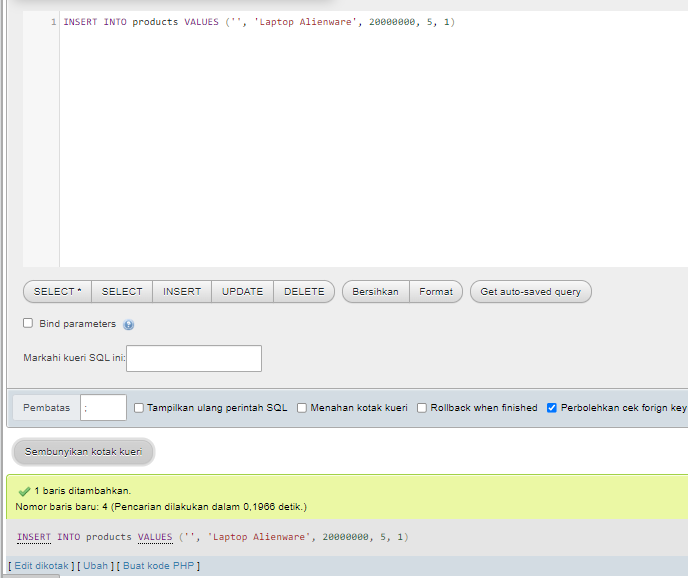 1 INSERT INTO products VALUES ('', 'Laptop Alienware', 20000000, 5, 1)
SELECT * SELECT INSERT UPDATE DELETE Bersihkan Format Get auto-saved query
Bind parameters
Markahi kueri SQL ini:
Pembatas ; Tampilkan ulang perintah SQL Menahan kotak kueri Rollback when finished Perbolehkan cek forign key
Sembunyikan kotak kueri
1 baris ditambahkan.
Nomor baris baru: 4 (Pencarian dilakukan dalam 0,1966 detik.)
INSERT INTO products VALUES ('', 'Laptop Alienware', 20000000, 5, 1)
[ Edit dikotak ] [ Ubah ] [ Buat kode PHP ]